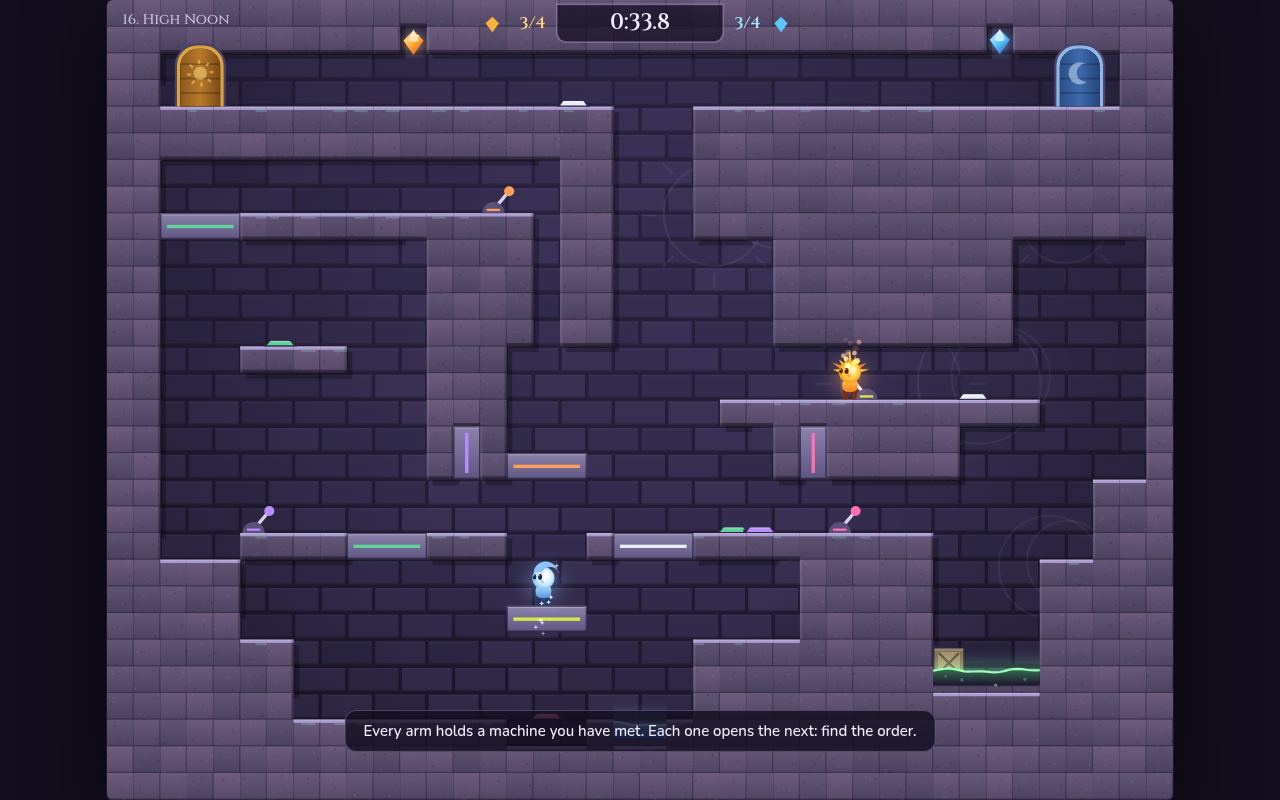 16. High Noon
3/4
0:33.8
3/4
Every arm holds a machine you have met. Each one opens the next: find the order.